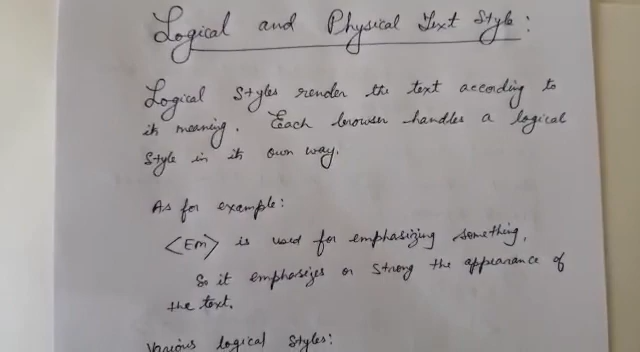 Logical and Physical Text Style:
Logical Styles render the text according to
its meaning. Each browser handles a logical
Style in its own way.
As for example:
<Em> is used for emphasizing something,
So it emphasizes or strong the appearance of
the text.
Various logical Styles: